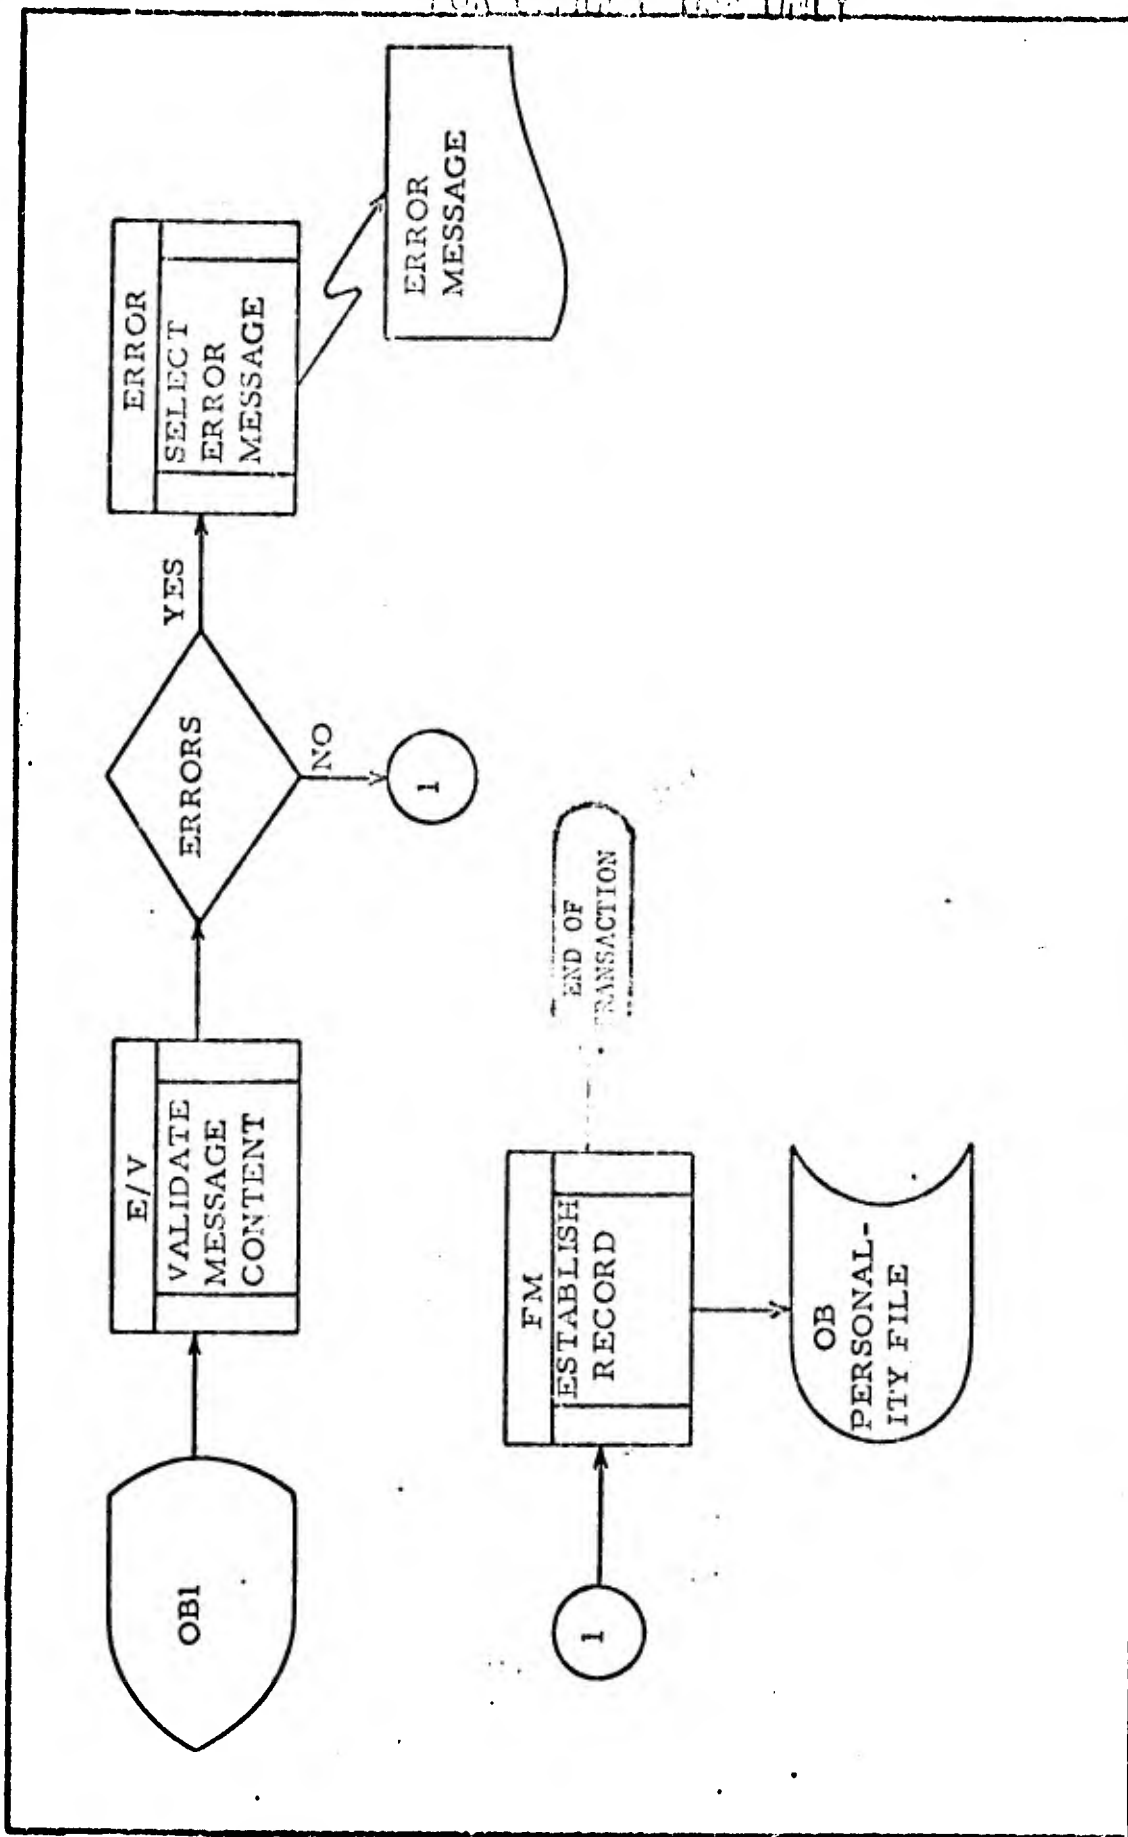 OB1
E/V
VALIDATE
MESSAGE
CONTENT
ERRORS
YES
NO
1
ERROR
SELECT
ERROR
MESSAGE
ERROR
MESSAGE
1
FM
ESTABLISH
RECORD
OB
PERSONAL-
ITY FILE
END OF
TRANSACTION